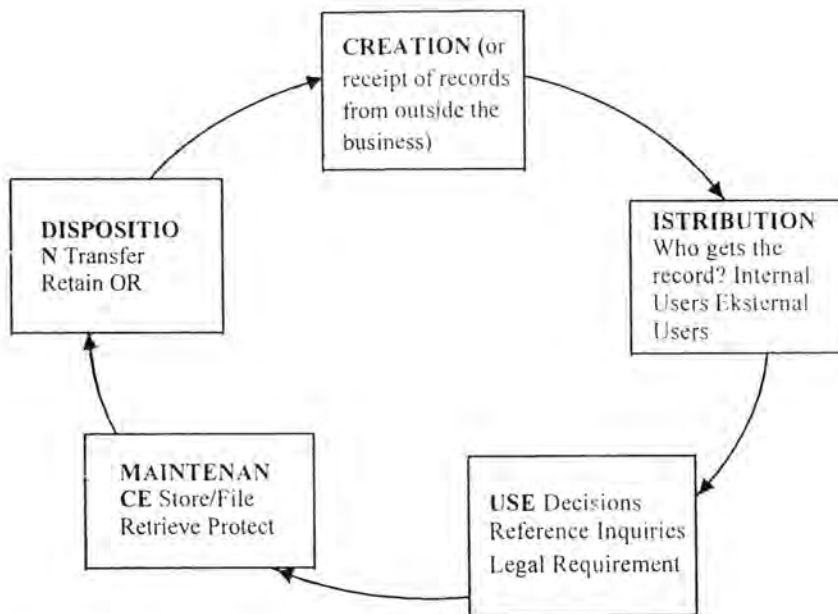 CREATION (or
receipt of records
from outside the
business)
ISTRIBUTION
Who gets the
record? Internal
Users Eksternal
Users
USE Decisions
Reference Inquiries
Legal Requirement
MAINTENAN
CE Store/File
Retrieve Protect
DISPOSITIO
N Transfer
Retain OR